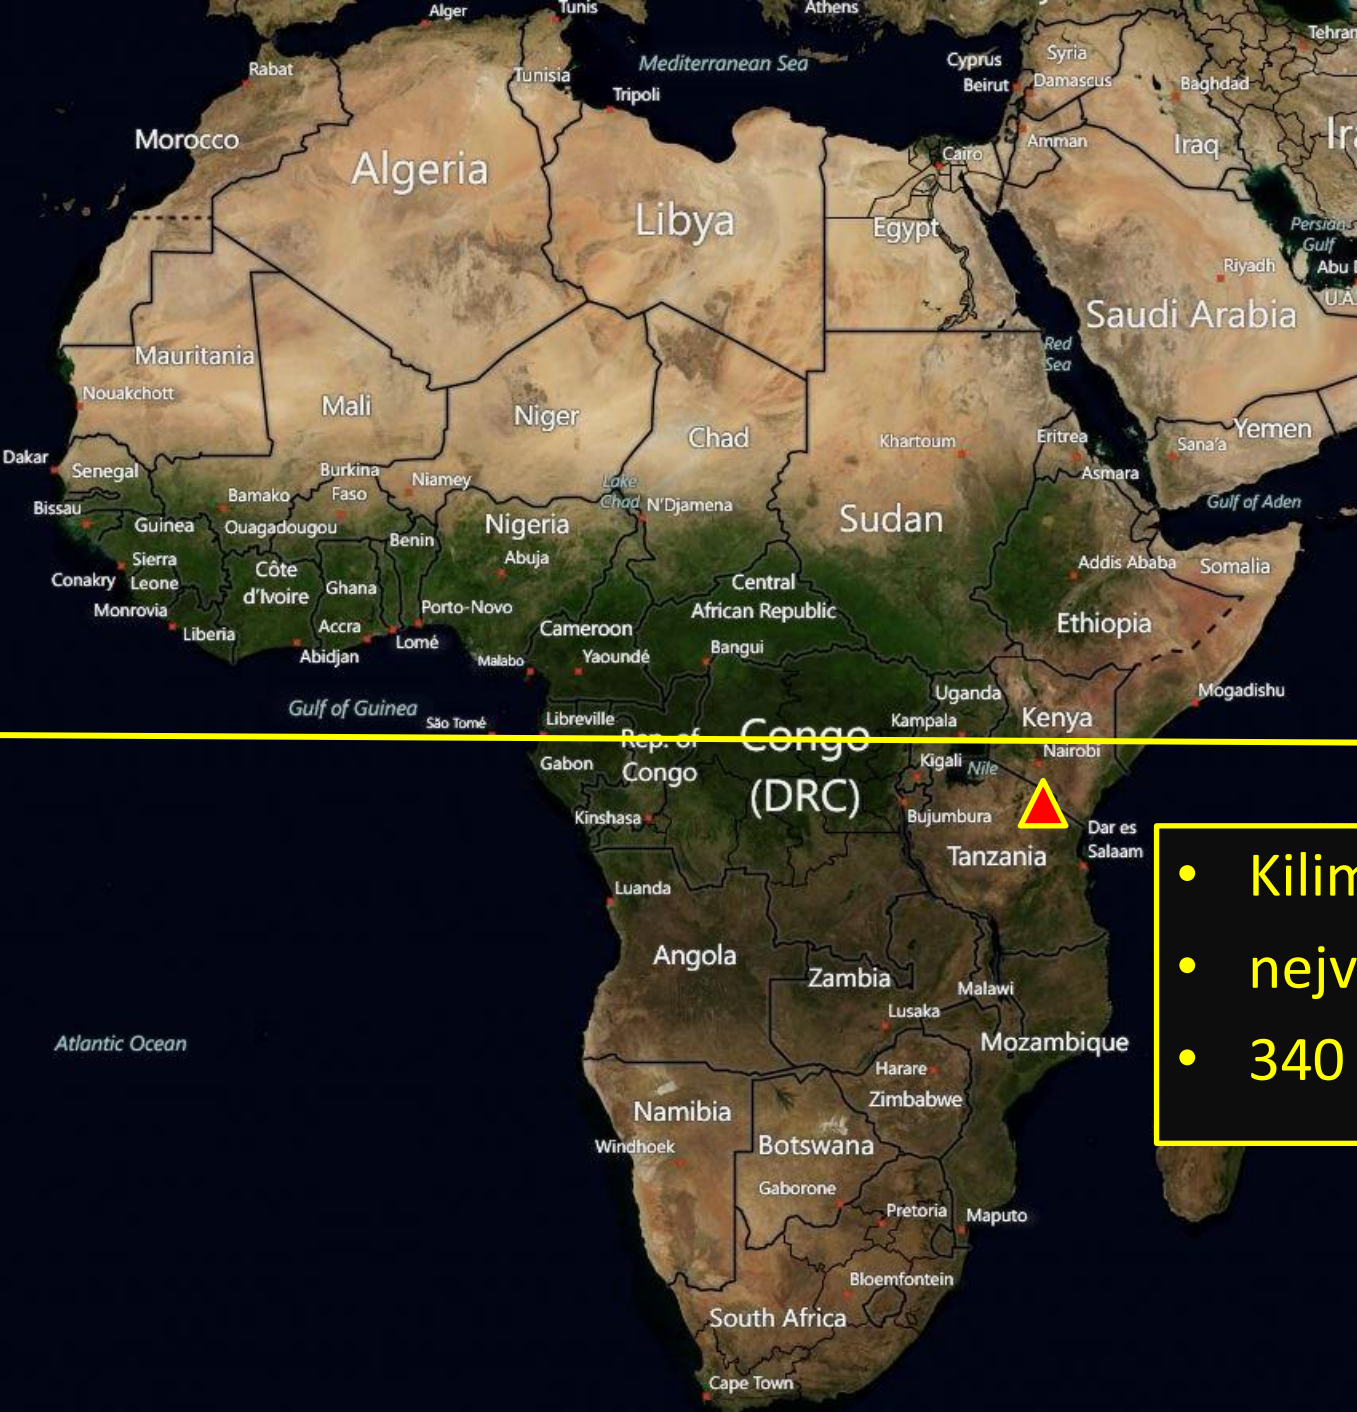 Alger
Tunis
Athens
Tehran
Rabat
Mediterranean Sea
Cyprus
Syria
Tunisia
Beirut
Damascus
Baghdad
Tripoli
Morocco
Algeria
Cairo
Amman
Iraq
Libya
Egypt
Persian
Gulf
Riyadh
Abu
U.A.
Saudi Arabia
Red
Sea
Mauritania
Nouakchott
Mali
Niger
Chad
Khartoum
Eritrea
Sana'a
Yemen
Dakar
Senegal
Burkina
Faso
Niamey
Lake
Chad
Asmara
Bissau
Bamako
N'Djamena
Gulf of Aden
Guinea
Ouagadougou
Nigeria
Sudan
Benin
Sierra
Leone
Abuja
Addis Ababa
Somalia
Conakry
Côte
d'Ivoire
Ghana
Central
African Republic
Monrovia
Porto-Novo
Liberia
Accra
Lomé
Cameroon
Ethiopia
Abidjan
Malabo
Yaoundé
Bangui
Gulf of Guinea
Uganda
Mogadishu
São Tomé
Libreville
Kampala
Kenya
Rep. of
Congo
Congo
(DRC)
Nairobi
Gabon
Kigali
Nile
Kinshasa
Bujumbura
Dar es
Salaam
Tanzania
Luanda
Angola
Zambia
Malawi
Lusaka
Atlantic Ocean
Mozambique
Harare
Zimbabwe
Namibia
Windhoek
Botswana
Gaborone
Pretoria
Maputo
Bloemfontein
South Africa
Cape Town
• Kilim
• nejv
• 340